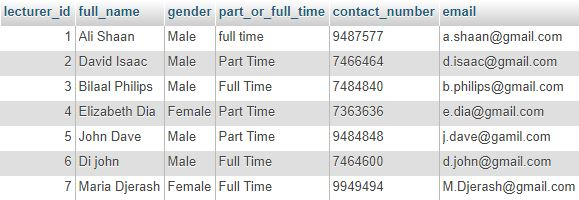 lecturer_id full_name gender part_or_full_time contact_number email
1 Ali Shaan Male full time 9487577 a.shaan@gmail.com
2 David Isaac Male Part Time 7466464 d.isaac@gmail.com
3 Bilaal Philips Male Full Time 7484840 b.philips@gmail.com
4 Elizabeth Dia Female Part Time 7363636 e.dia@gmail.com
5 John Dave Male Part Time 9484848 j.dave@gamil.com
6 Di john Male Full Time 7464600 d.john@gmail.com
7 Maria Djerash Female Full Time 9949494 M.Djerash@gmail.com